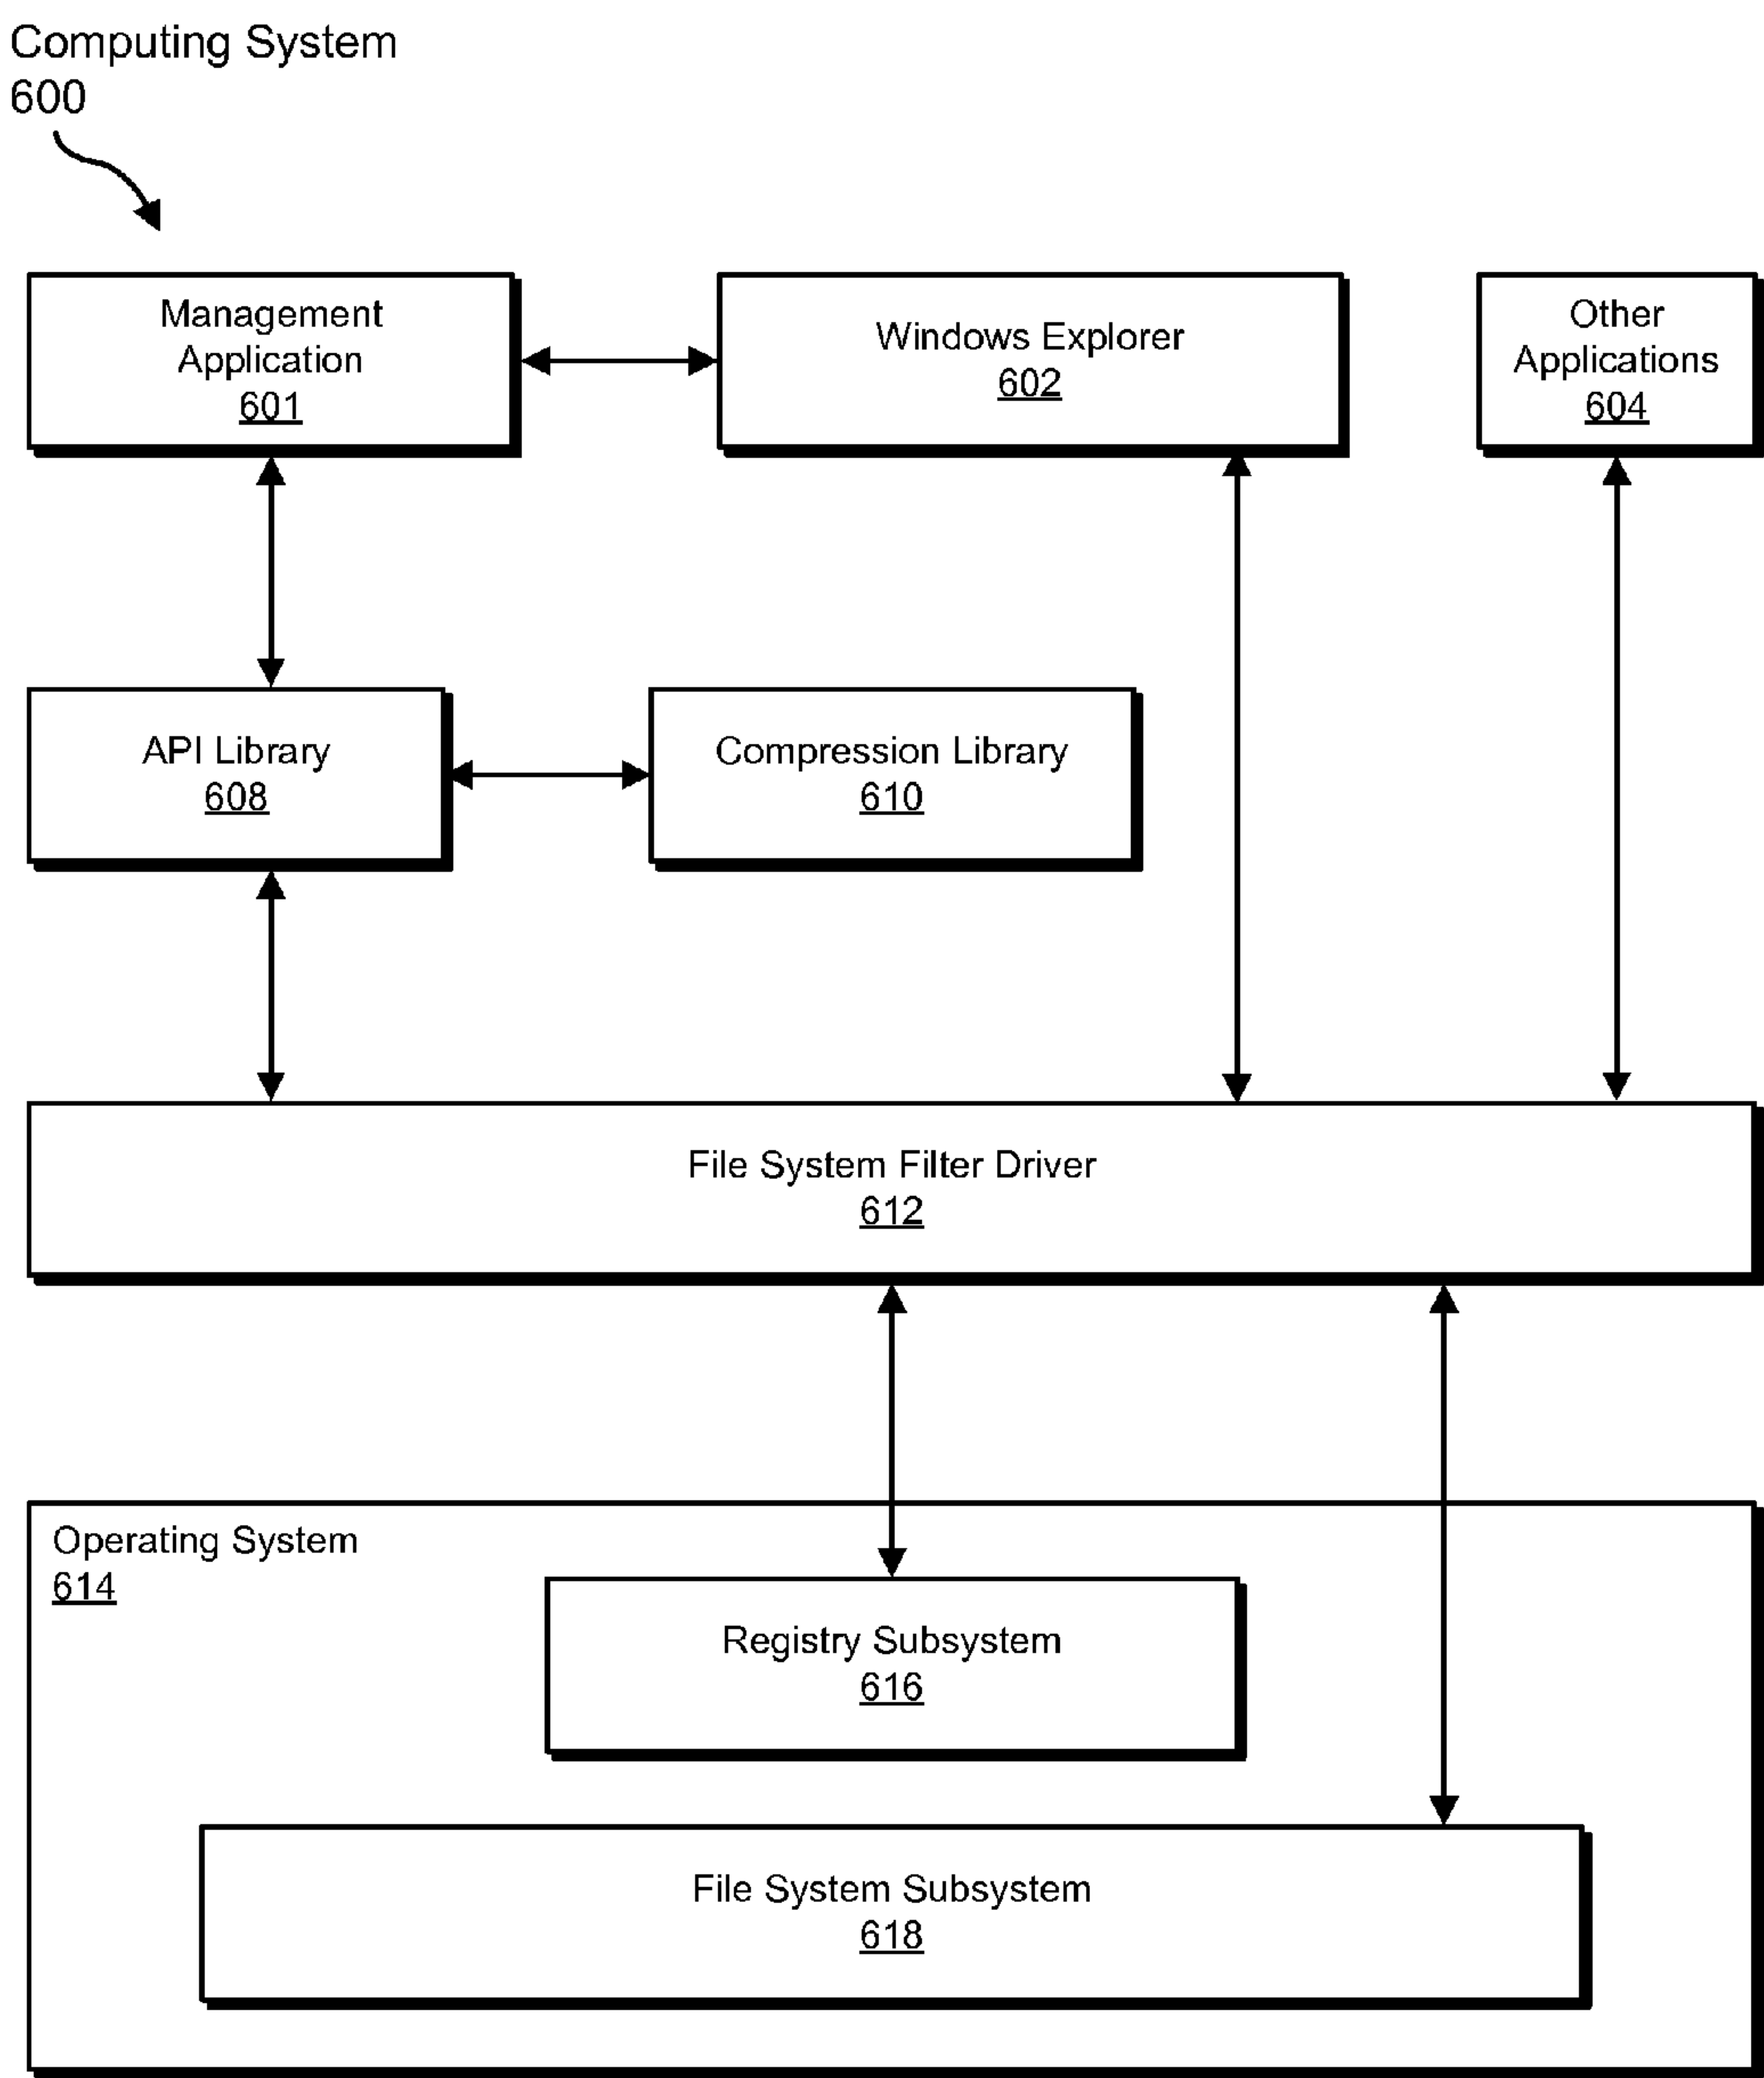 Computing System
600
Management
Application
601
Windows Explorer
602
Other
Applications
604
API Library
608
Compression Library
610
File System Filter Driver
612
Operating System
614
Registry Subsystem
616
File System Subsystem
618